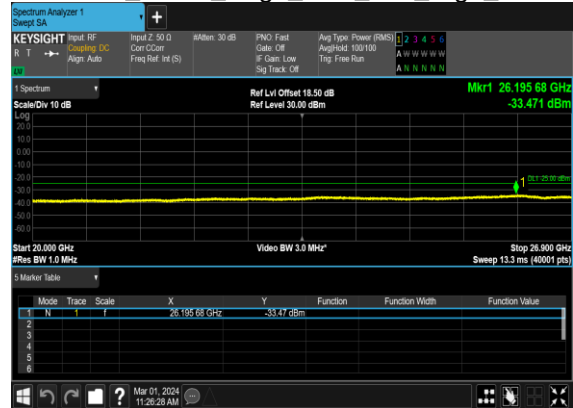 Spectrum Analyzer 1
Swept SA
+
KEYSIGHT Input: RF Input Z: 50 Ω #Atten: 30 dB PNO: Fast Avg Type: Power (RMS) 1 2 3 4 5 6
R T Coupling: DC Corr CCorr Gate: Off Avg|Hold: 100/100 A W W W W W
Align: Auto Freq Ref: Int (S) IF Gain: Low Trig: Free Run
LXI Sig Track: Off A N N N N N
1 Spectrum Ref Lvl Offset 18.50 dB Mkr1 26.195 68 GHz
Scale/Div 10 dB Ref Level 30.00 dBm -33.471 dBm
Log
20.0
10.0
0.00
-10.0
-20.0
1 DL1 -25.00 dBm
-30.0
-40.0
-50.0
-60.0
Start 20.000 GHz Video BW 3.0 MHz* Stop 26.900 GHz
#Res BW 1.0 MHz Sweep 13.3 ms (40001 pts)
5 Marker Table
Mode Trace Scale X Y Function Function Width Function Value
1 N 1 f 26.195 68 GHz -33.47 dBm
2
3
4
5
6
? Mar 01, 2024
11:26:28 AM